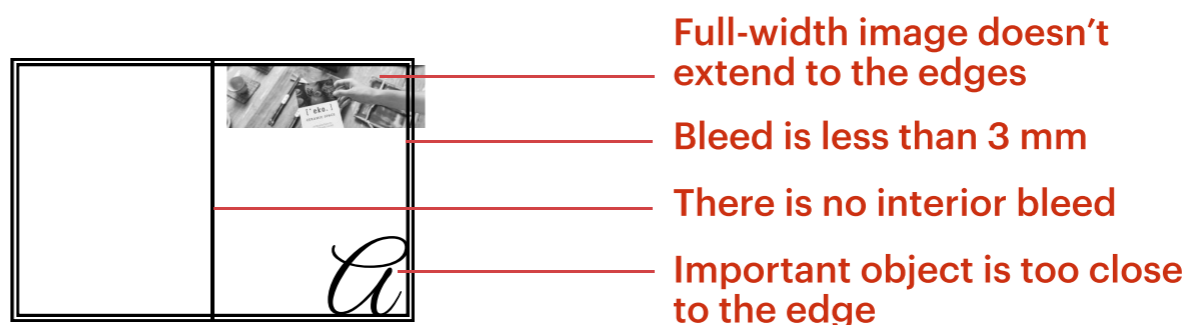 Full-width image doesn’t
extend to the edges
Bleed is less than 3 mm
There is no interior bleed
a
Important object is too close
to the edge